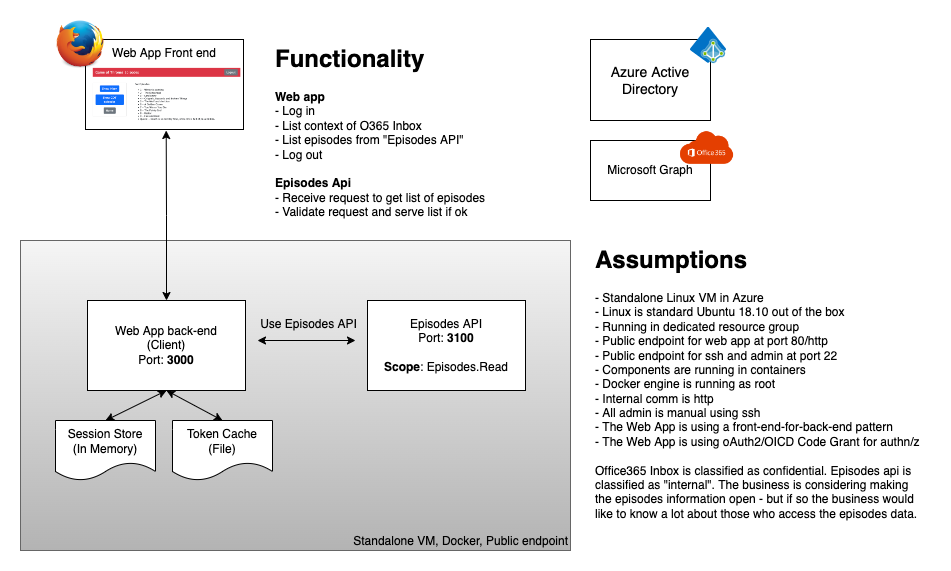 Web App Front end
Functionality
Web app
- Log in
- List context of O365 Inbox
- List episodes from "Episodes API"
- Log out
Episodes Api
- Receive request to get list of episodes
- Validate request and serve list if ok
Azure Active
Directory
Office 365
Microsoft Graph
Web App back-end
(Client)
Port: 3000
Use Episodes API
Episodes API
Port: 3100
Scope: Episodes.Read
Session Store
(In Memory)
Token Cache
(File)
Standalone VM, Docker, Public endpoint
Assumptions
- Standalone Linux VM in Azure
- Linux is standard Ubuntu 18.10 out of the box
- Running in dedicated resource group
- Public endpoint for web app at port 80/http
- Public endpoint for ssh and admin at port 22
- Components are running in containers
- Docker engine is running as root
- Internal comm is http
- All admin is manual using ssh
- The Web App is using a front-end-for-back-end pattern
- The Web App is using oAuth2/OICD Code Grant for authn/z
Office365 Inbox is classified as confidential. Episodes api is
classified as "internal". The business is considering making
the episodes information open - but if so the business would
like to know a lot about those who access the episodes data.